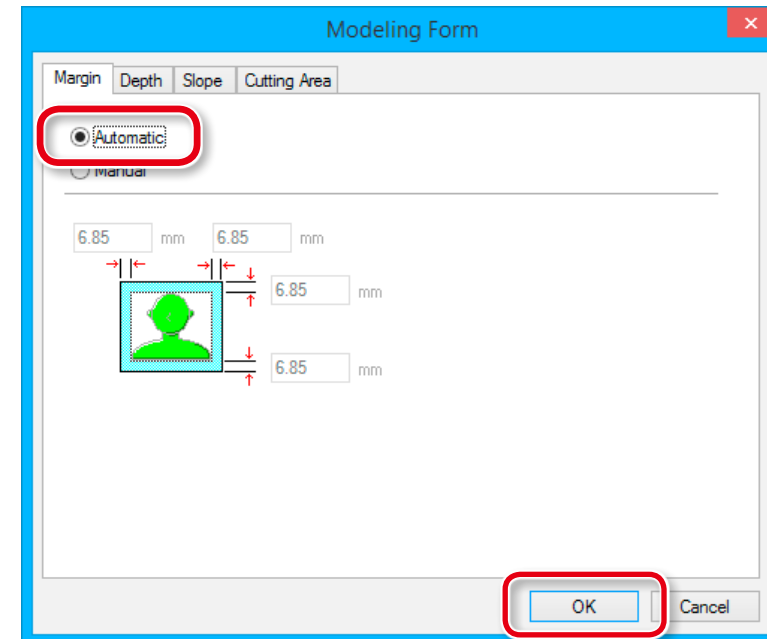 Modeling Form
Margin Depth Slope Cutting Area
Automatic
Manual
6.85 mm 6.85 mm
6.85 mm
6.85 mm
OK Cancel